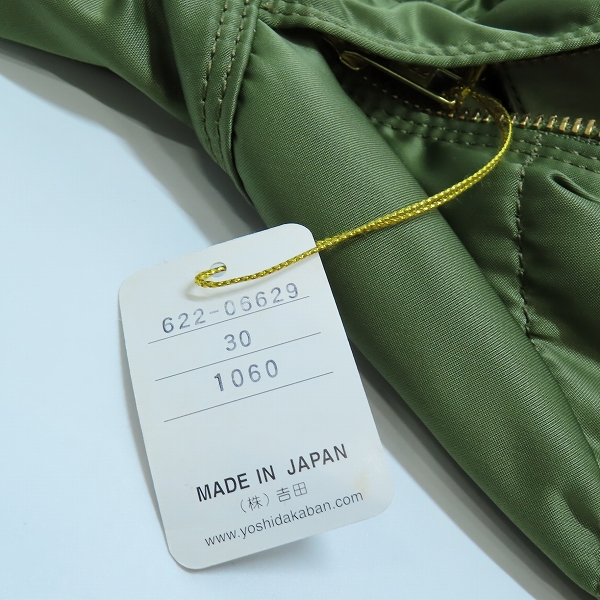 622-06629
30
1060
MADE IN JAPAN
(株)吉田
www.yoshidakaban.com